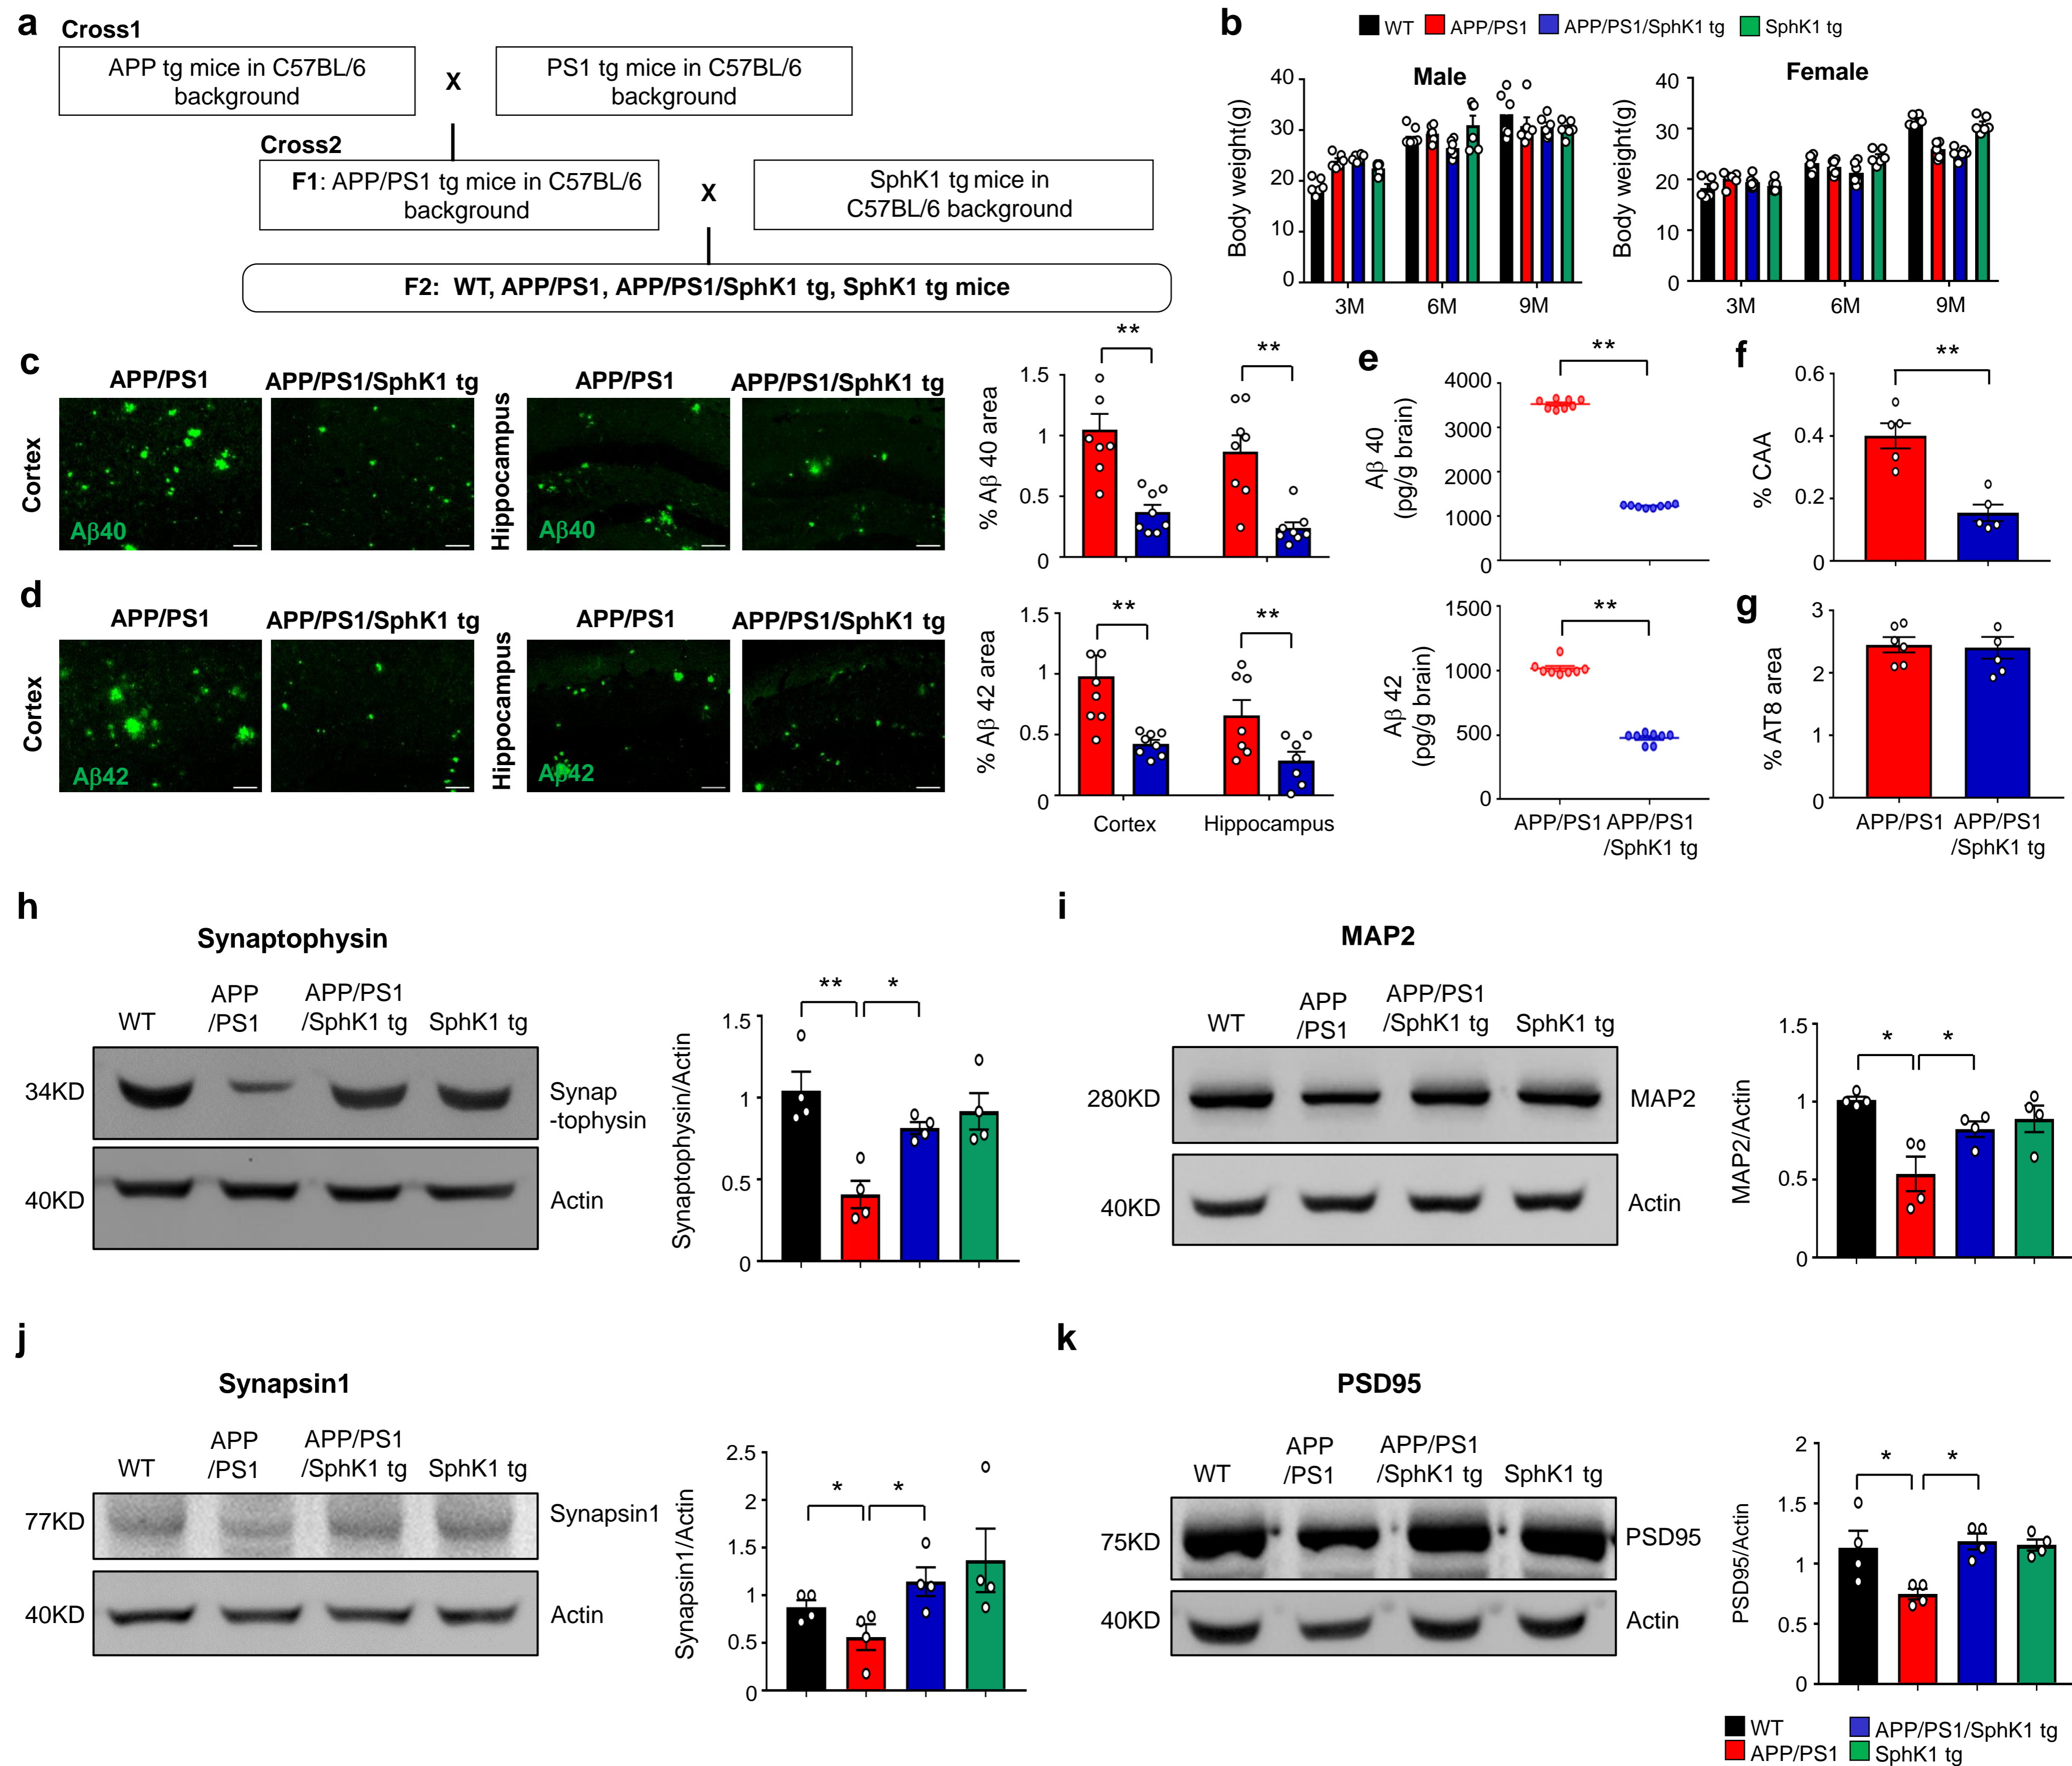 a
Cross1
APP tg mice in C57BL/6
background
X
PS1 tg mice in C57BL/6
background
Cross2
F1: APP/PS1 tg mice in C57BL/6
background
X
SphK1 tg mice in
C57BL/6 background
F2: WT, APP/PS1, APP/PS1/SphK1 tg, SphK1 tg mice
b
WT
APP/PS1
APP/PS1/SphK1 tg
SphK1 tg
Male
Body weight(g)
40
30
20
10
0
3M
6M
9M
Female
Body weight(g)
40
30
20
10
0
3M
6M
9M
c
APP/PS1
APP/PS1/SphK1 tg
APP/PS1
APP/PS1/SphK1 tg
Cortex
Aβ40
Hippocampus
Aβ40
% Aβ 40 area
1.5
1
0.5
0
**
**
d
APP/PS1
APP/PS1/SphK1 tg
APP/PS1
APP/PS1/SphK1 tg
Cortex
Aβ42
Hippocampus
Aβ42
% Aβ 42 area
1.5
1
0.5
0
**
**
Cortex
Hippocampus
e
Aβ 40
(pg/g brain)
4000
3000
2000
1000
0
**
Aβ 42
(pg/g brain)
1500
1000
500
0
**
APP/PS1
APP/PS1
/SphK1 tg
f
% CAA
0.6
0.4
0.2
0
**
g
% AT8 area
3
2
1
0
APP/PS1
APP/PS1
/SphK1 tg
h
Synaptophysin
WT
APP
/PS1
APP/PS1
/SphK1 tg
SphK1 tg
34KD
Synap
-tophysin
40KD
Actin
Synaptophysin/Actin
1.5
1
0.5
0
**
*
i
MAP2
WT
APP
/PS1
APP/PS1
/SphK1 tg
SphK1 tg
280KD
MAP2
40KD
Actin
MAP2/Actin
1.5
1
0.5
0
*
*
j
Synapsin1
WT
APP
/PS1
APP/PS1
/SphK1 tg
SphK1 tg
77KD
Synapsin1
40KD
Actin
Synapsin1/Actin
2.5
2
1.5
1
0.5
0
*
*
k
PSD95
WT
APP
/PS1
APP/PS1
/SphK1 tg
SphK1 tg
75KD
PSD95
40KD
Actin
PSD95/Actin
2
1.5
1
0.5
0
*
*
WT
APP/PS1/SphK1 tg
APP/PS1
SphK1 tg